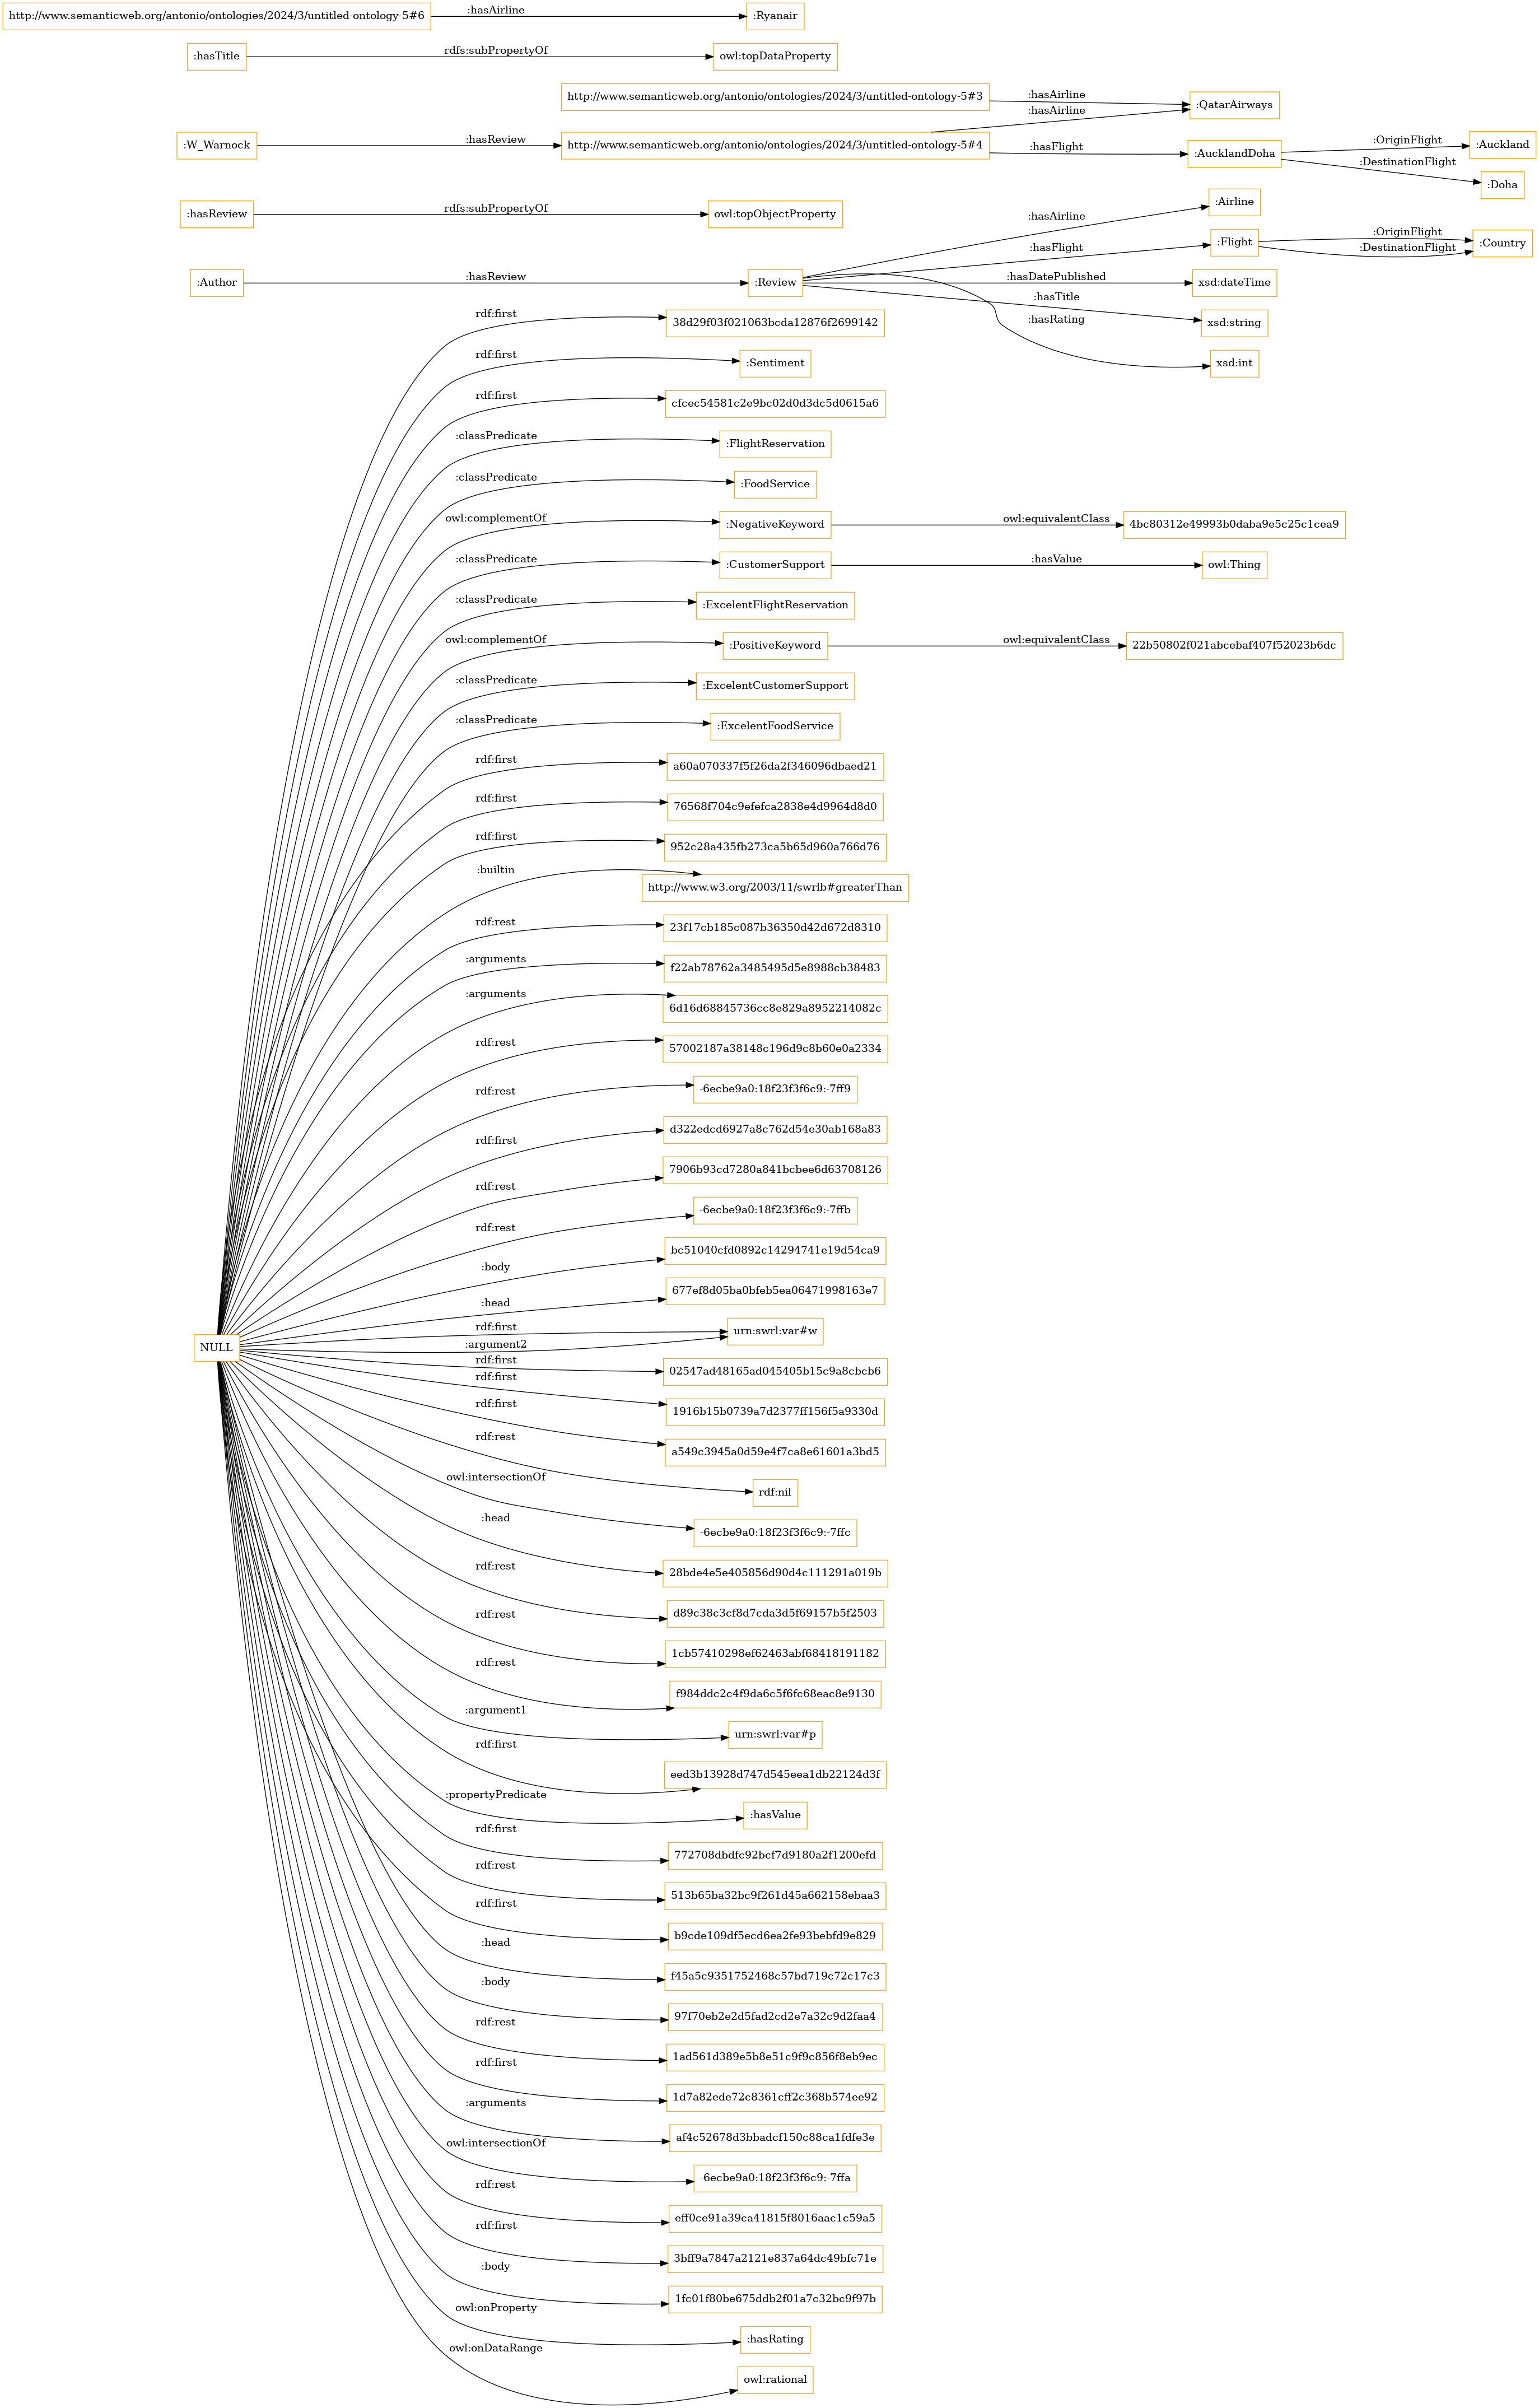 http://www.semanticweb.org/antonio/ontologies/2024/3/untitled-ontology-5#6
:hasAirline
:Ryanair
:hasTitle
rdfs:subPropertyOf
owl:topDataProperty
http://www.semanticweb.org/antonio/ontologies/2024/3/untitled-ontology-5#3
:hasAirline
:QatarAirways
:hasAirline
:W_Warnock
:hasReview
http://www.semanticweb.org/antonio/ontologies/2024/3/untitled-ontology-5#4
:hasFlight
:AucklandDoha
:OriginFlight
:Auckland
:DestinationFlight
:Doha
:hasReview
rdfs:subPropertyOf
owl:topObjectProperty
:hasAirline
:Airline
:hasFlight
:Flight
:OriginFlight
:DestinationFlight
:Country
:Author
:hasReview
:Review
:hasDatePublished
xsd:dateTime
:hasTitle
xsd:string
:hasRating
xsd:int
rdf:first
38d29f03f021063bcda12876f2699142
rdf:first
:Sentiment
rdf:first
cfcec54581c2e9bc02d0d3dc5d0615a6
:classPredicate
:FlightReservation
:classPredicate
:FoodService
owl:complementOf
:NegativeKeyword
owl:equivalentClass
4bc80312e49993b0daba9e5c25c1cea9
:classPredicate
:CustomerSupport
:hasValue
owl:Thing
:classPredicate
:ExcelentFlightReservation
owl:complementOf
:PositiveKeyword
owl:equivalentClass
22b50802f021abcebaf407f52023b6dc
:classPredicate
:ExcelentCustomerSupport
:classPredicate
:ExcelentFoodService
rdf:first
a60a070337f5f26da2f346096dbaed21
rdf:first
76568f704c9efefca2838e4d9964d8d0
rdf:first
952c28a435fb273ca5b65d960a766d76
:builtin
http://www.w3.org/2003/11/swrlb#greaterThan
rdf:rest
23f17cb185c087b36350d42d672d8310
:arguments
f22ab78762a3485495d5e8988cb38483
:arguments
6d16d68845736cc8e829a8952214082c
rdf:rest
57002187a38148c196d9c8b60e0a2334
rdf:rest
-6ecbe9a0:18f23f3f6c9:-7ff9
rdf:first
d322edcd6927a8c762d54e30ab168a83
rdf:rest
7906b93cd7280a841bcbee6d63708126
rdf:rest
-6ecbe9a0:18f23f3f6c9:-7ffb
:body
bc51040cfd0892c14294741e19d54ca9
:head
677ef8d05ba0bfeb5ea06471998163e7
NULL
rdf:first
urn:swrl:var#w
:argument2
rdf:first
02547ad48165ad045405b15c9a8cbcb6
rdf:first
1916b15b0739a7d2377ff156f5a9330d
rdf:first
a549c3945a0d59e4f7ca8e61601a3bd5
rdf:rest
rdf:nil
owl:intersectionOf
-6ecbe9a0:18f23f3f6c9:-7ffc
:head
28bde4e5e405856d90d4c111291a019b
rdf:rest
d89c38c3cf8d7cda3d5f69157b5f2503
rdf:rest
1cb57410298ef62463abf68418191182
rdf:rest
f984ddc2c4f9da6c5f6fc68eac8e9130
:argument1
urn:swrl:var#p
rdf:first
eed3b13928d747d545eea1db22124d3f
:propertyPredicate
:hasValue
rdf:first
772708dbdfc92bcf7d9180a2f1200efd
rdf:rest
513b65ba32bc9f261d45a662158ebaa3
rdf:first
b9cde109df5ecd6ea2fe93bebfd9e829
:head
f45a5c9351752468c57bd719c72c17c3
:body
97f70eb2e2d5fad2cd2e7a32c9d2faa4
rdf:rest
1ad561d389e5b8e51c9f9c856f8eb9ec
rdf:first
1d7a82ede72c8361cff2c368b574ee92
:arguments
af4c52678d3bbadcf150c88ca1fdfe3e
owl:intersectionOf
-6ecbe9a0:18f23f3f6c9:-7ffa
rdf:rest
eff0ce91a39ca41815f8016aac1c59a5
rdf:first
3bff9a7847a2121e837a64dc49bfc71e
:body
1fc01f80be675ddb2f01a7c32bc9f97b
owl:onProperty
:hasRating
owl:onDataRange
owl:rational